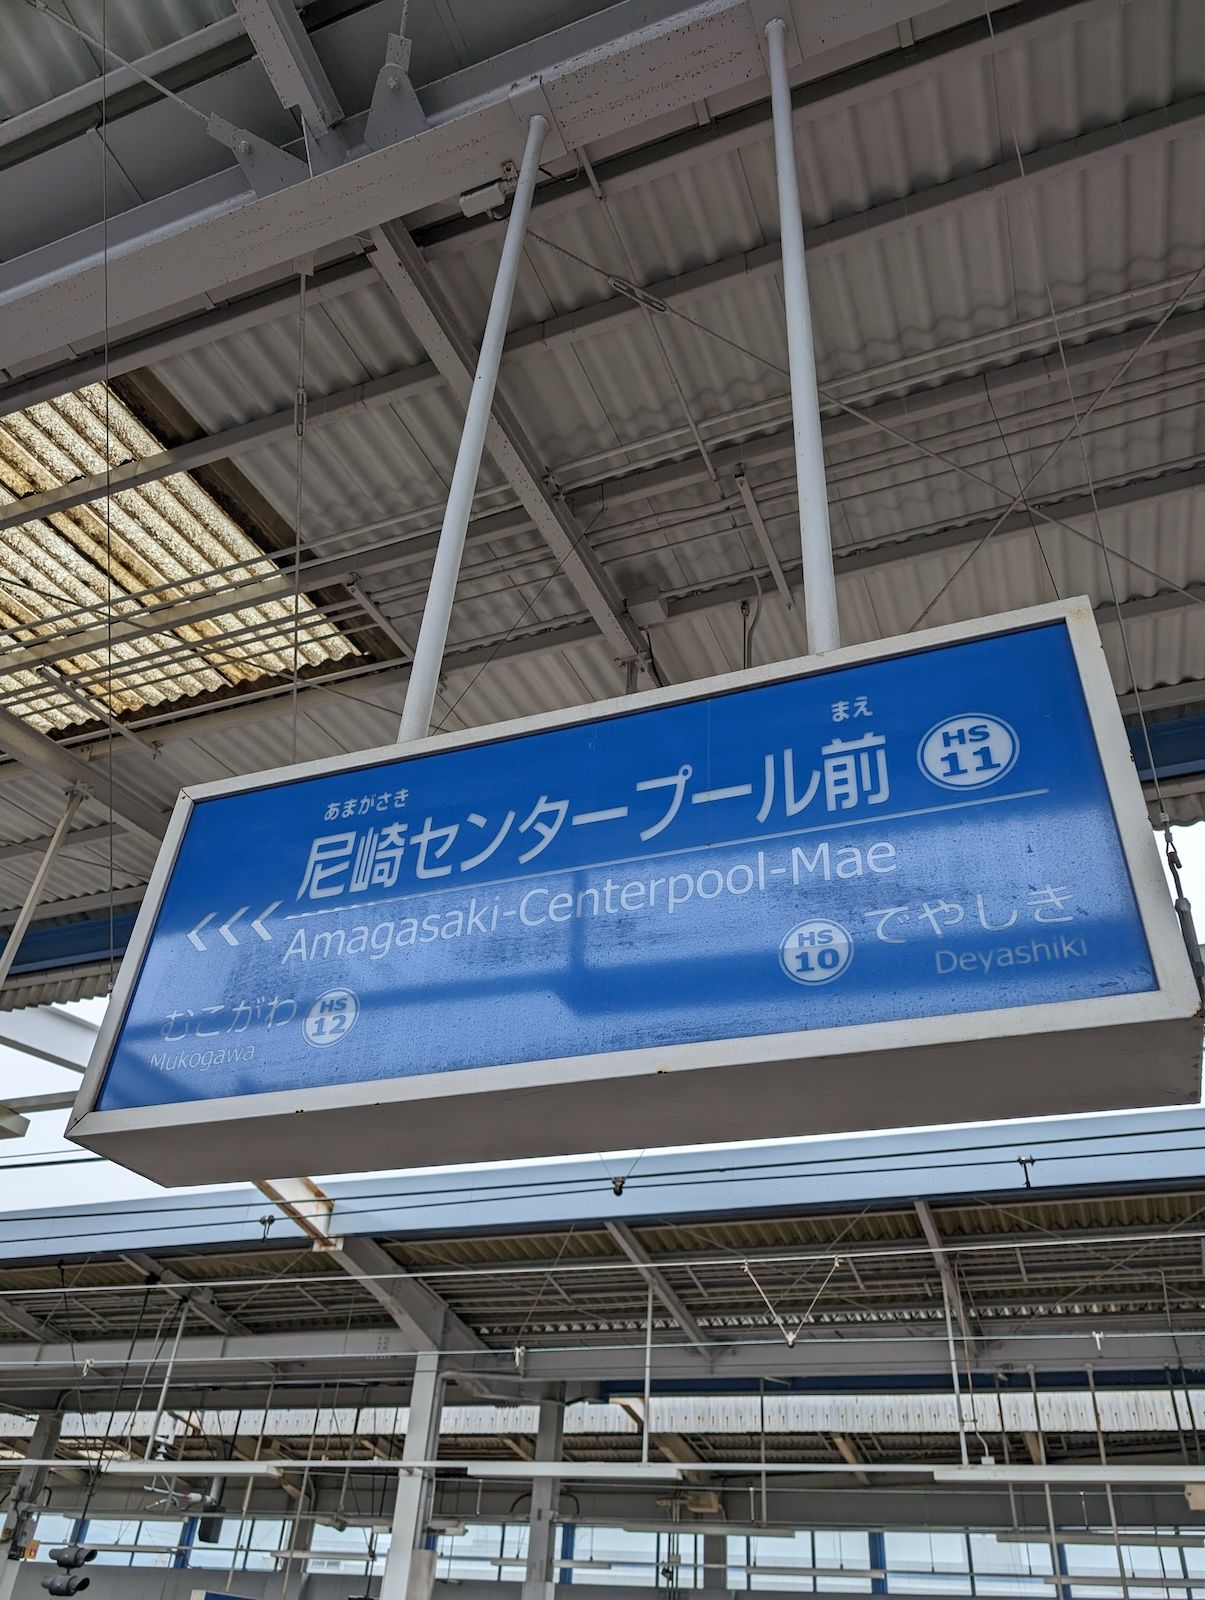 あまがさき まえ
尼崎センタープール前 HS 11
<<< Amagasaki-Centerpool-Mae
むこがわ HS 12 HS 10 でやしき
Mukogawa Deyashiki